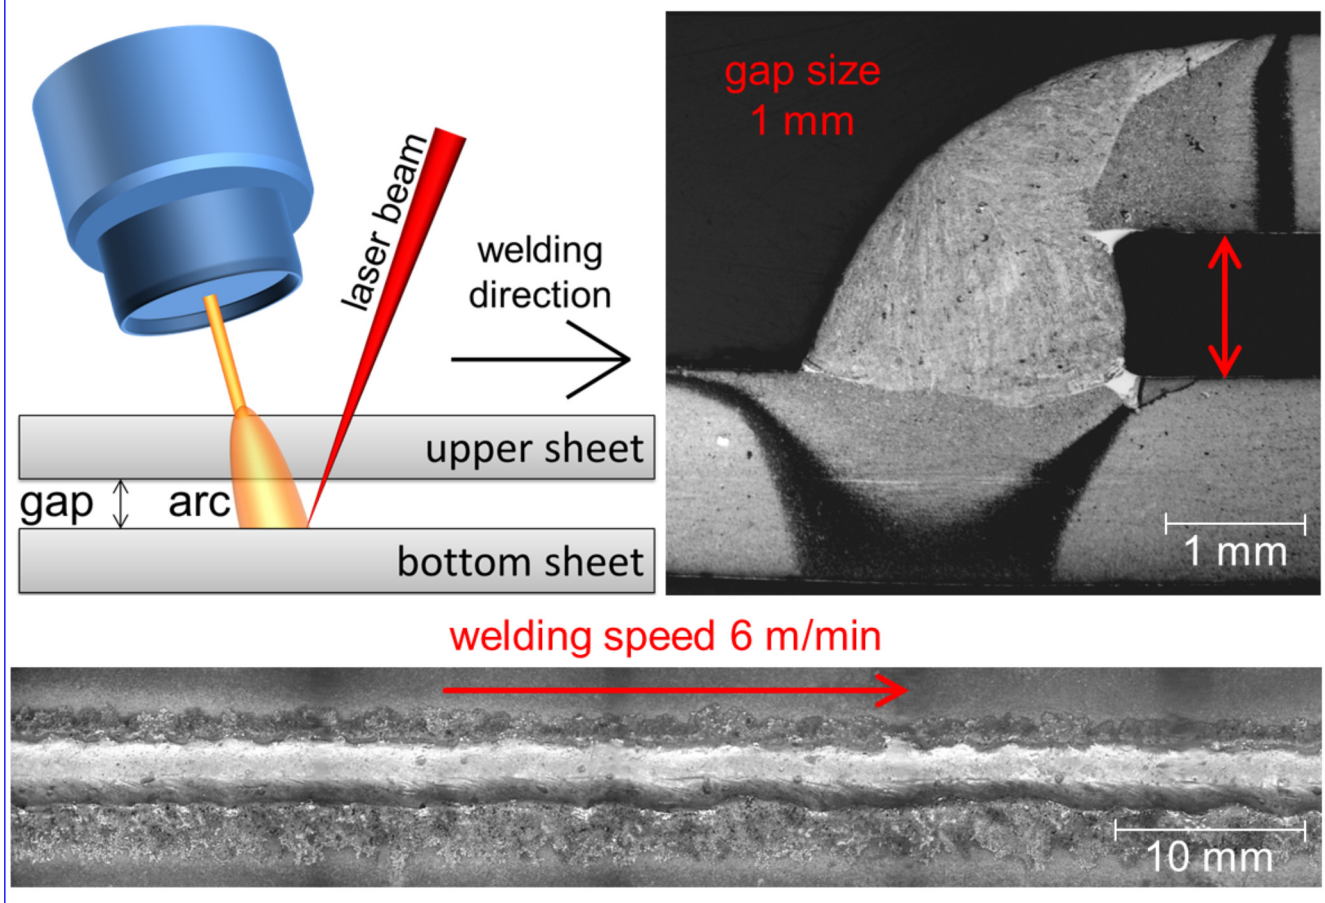 laser beam
welding
direction
upper sheet
gap
arc
bottom sheet
gap size
1 mm
1 mm
welding speed 6 m/min
10 mm